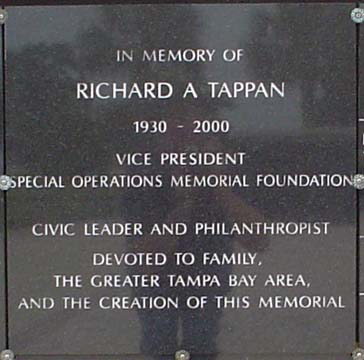 IN MEMORY OF
RICHARD A TAPPAN
1930 - 2000
VICE PRESIDENT
SPECIAL OPERATIONS MEMORIAL FOUNDATION
CIVIC LEADER AND PHILANTHROPIST
DEVOTED TO FAMILY,
THE GREATER TAMPA BAY AREA,
AND THE CREATION OF THIS MEMORIAL